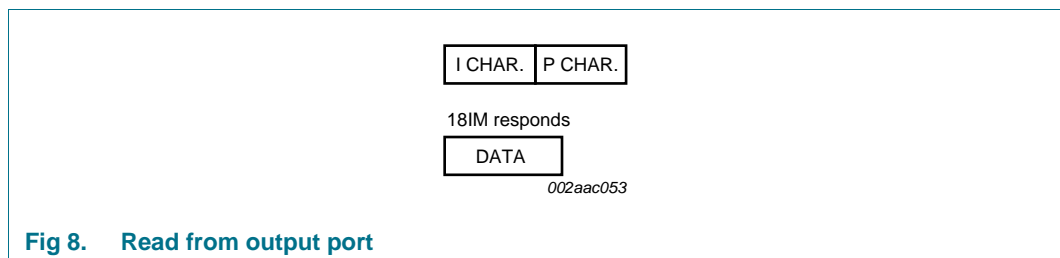 I CHAR. P CHAR.
18IM responds
DATA
002aac053
Fig 8. Read from output port